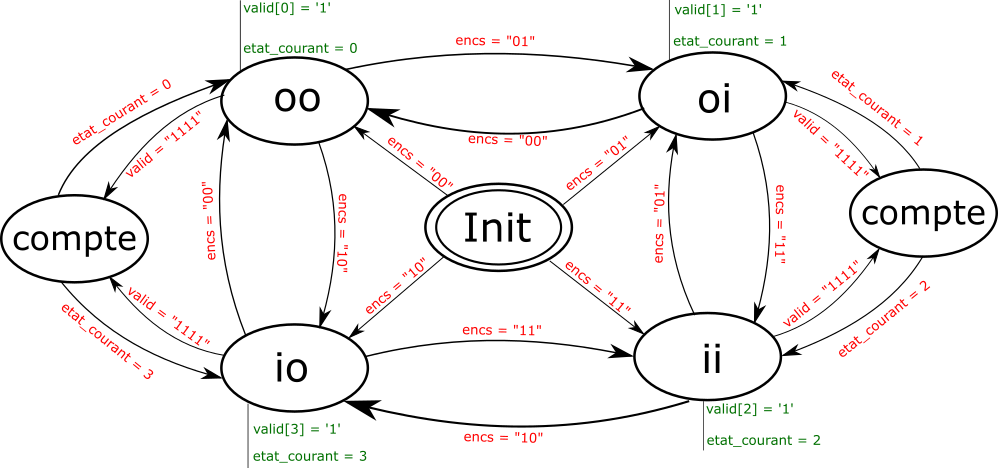 valid[0] = '1'
etat_courant = 0
valid[1] = '1'
etat_courant = 1
encs = "01"
oo
oi
encs = "00"
etat_courant = 0
valid = "1111"
encs = "00"
encs = "01"
valid = "1111"
etat_courant = 1
compte
encs = "00"
encs = "10"
Init
encs = "01"
encs = "11"
compte
etat_courant = 3
valid = "1111"
encs = "10"
encs = "11"
valid = "1111"
etat_courant = 2
io
encs = "11"
ii
encs = "10"
valid[3] = '1'
etat_courant = 3
valid[2] = '1'
etat_courant = 2